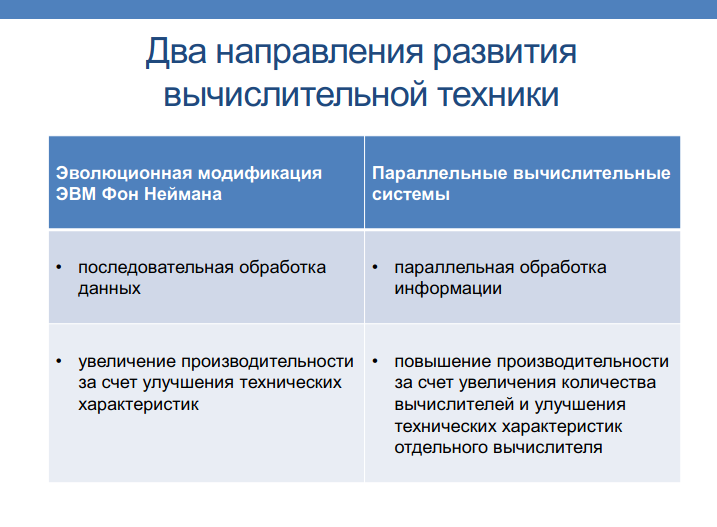 Два направления развития
вычислительной техники
Эволюционная модификация
ЭВМ Фон Неймана
Параллельные вычислительные
системы
• последовательная обработка
данных
• параллельная обработка
информации
• увеличение производительности
за счет улучшения технических
характеристик
• повышение производительности
за счет увеличения количества
вычислителей и улучшения
технических характеристик
отдельного вычислителя